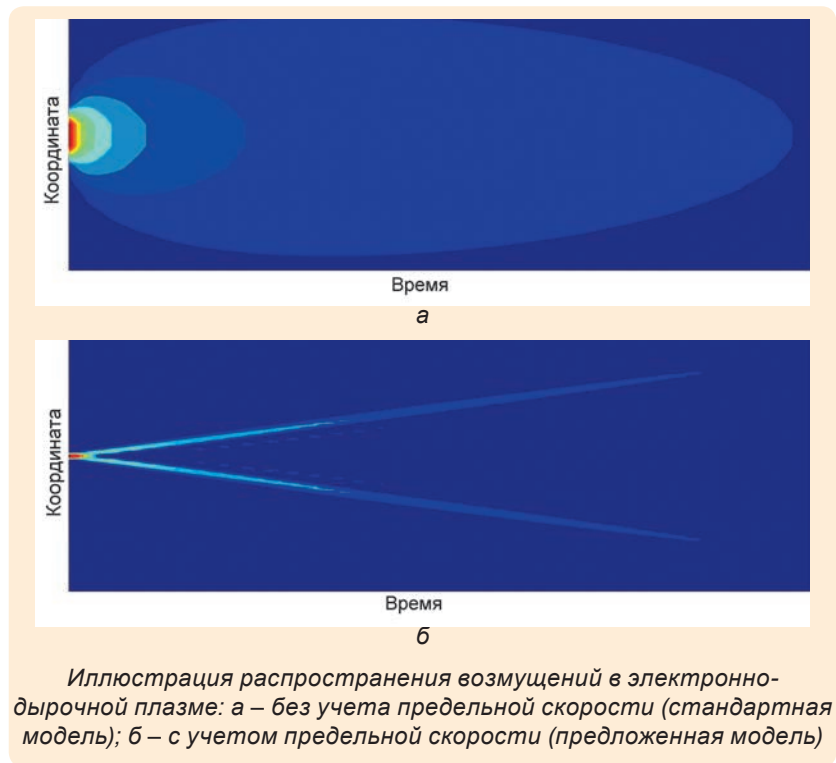 Координата
Время
а
Координата
Время
б
Иллюстрация распространения возмущений в электронно-
дырочной плазме: а – без учета предельной скорости (стандартная
модель); б – с учетом предельной скорости (предложенная модель)